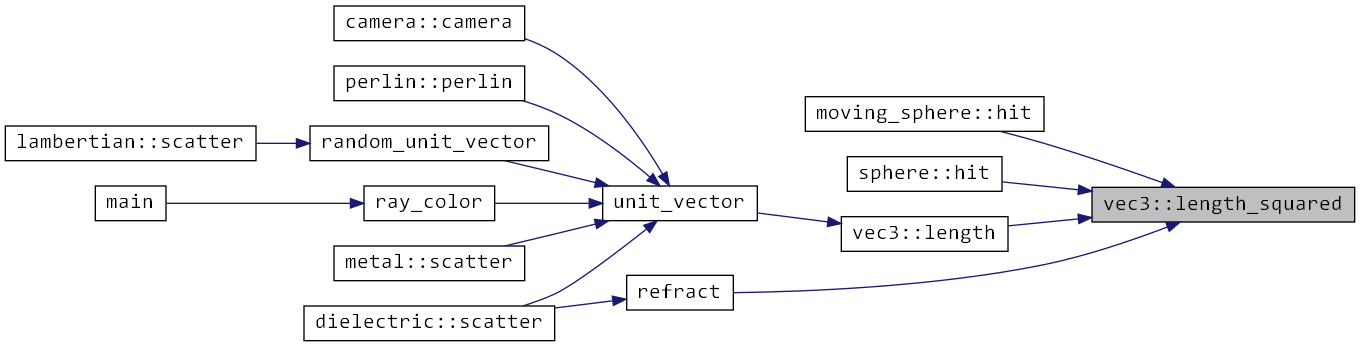 camera::camera
perlin::perlin
moving_sphere::hit
lambertian::scatter
random_unit_vector
sphere::hit
main
ray_color
unit_vector
vec3::length_squared
vec3::length
metal::scatter
refract
dielectric::scatter